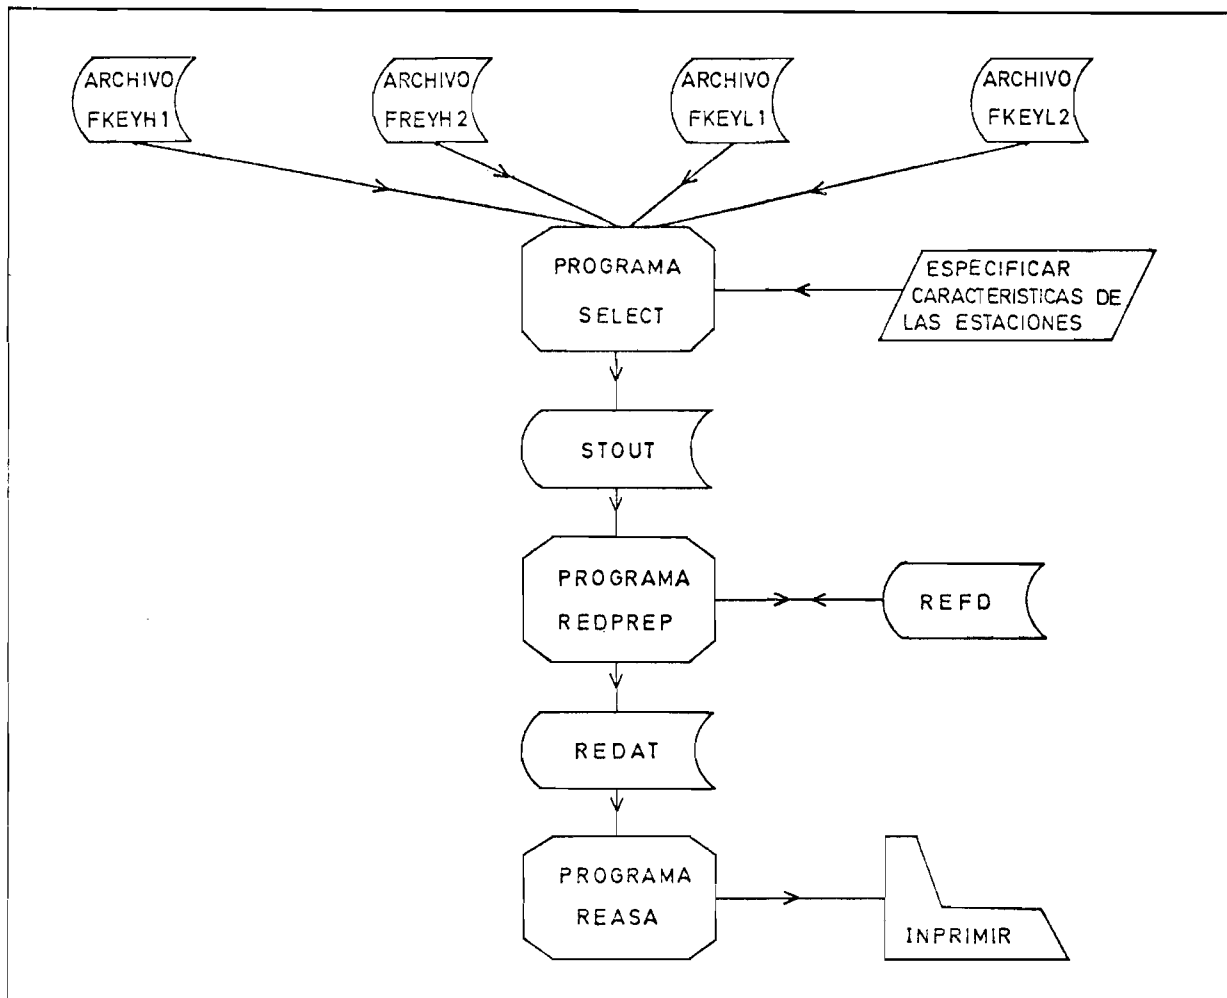 ARCHIVO
FKEYH1
ARCHIVO
FREYH2
ARCHIVO
FKEYL1
ARCHIVO
FKEYL2
PROGRAMA
SELECT
ESPECIFICAR
CARACTERISTICAS DE
LAS ESTACIONES
STOUT
PROGRAMA
REDPREP
REFD
REDAT
PROGRAMA
REASA
INPRIMIR